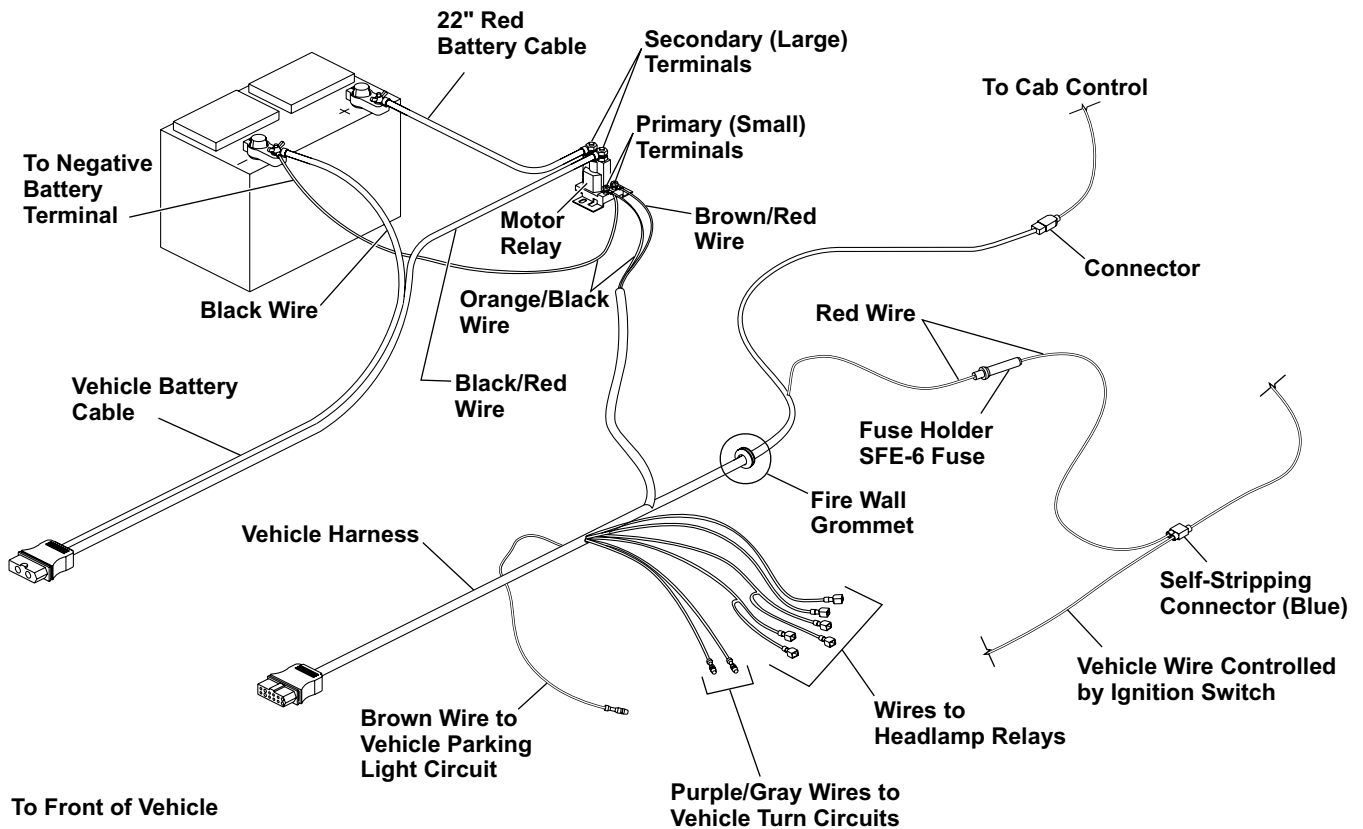 22" Red
Battery Cable
Secondary (Large)
Terminals
To Cab Control
Primary (Small)
Terminals
To Negative
Battery
Terminal
+
-
Motor
Relay
Brown/Red
Wire
Connector
Black Wire
Orange/Black
Wire
Red Wire
Vehicle Battery
Cable
Black/Red
Wire
Fuse Holder
SFE-6 Fuse
Fire Wall
Grommet
Vehicle Harness
Self-Stripping
Connector (Blue)
Vehicle Wire Controlled
by Ignition Switch
Wires to
Headlamp Relays
Brown Wire to
Vehicle Parking
Light Circuit
Purple/Gray Wires to
Vehicle Turn Circuits
To Front of Vehicle